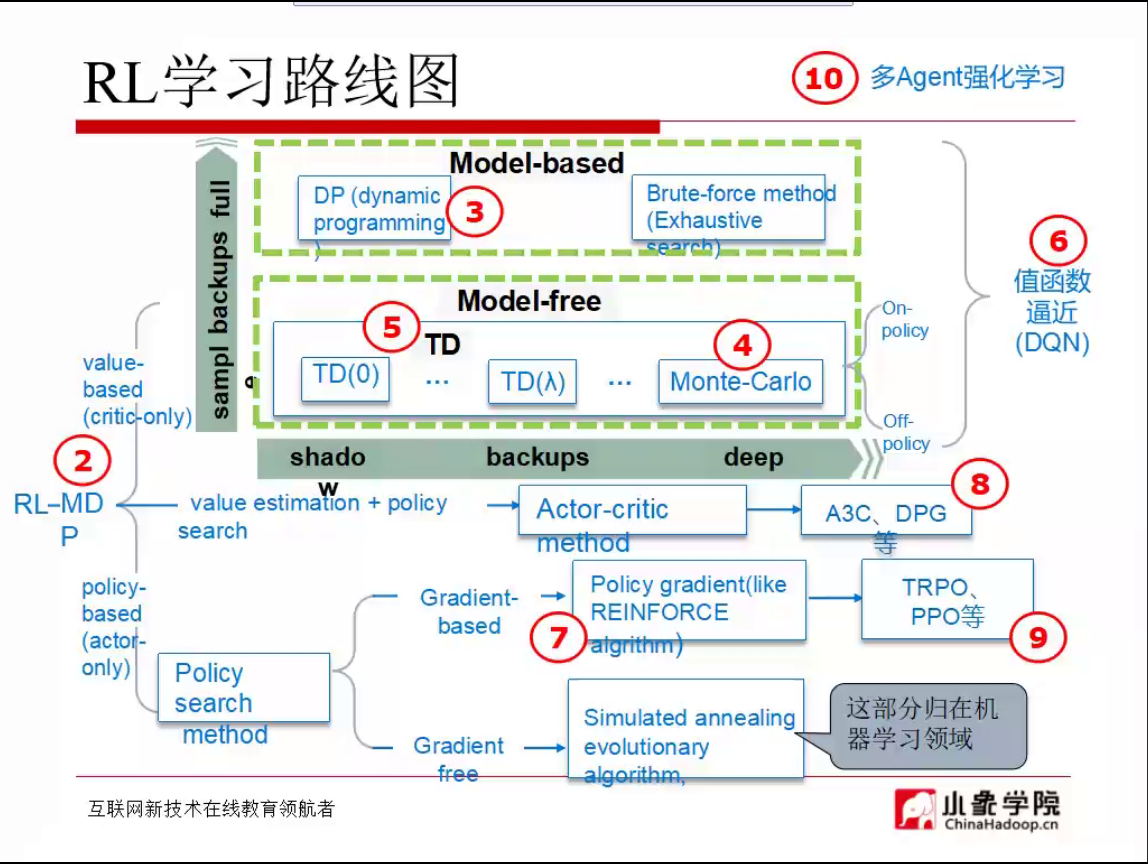 RL学习路线图
10 多Agent强化学习
Model-based
DP (dynamic
programming
)
3
Brute-force method
(Exhaustive
search)
sampl backups full
e
6
值函数
逼近
(DQN)
Model-free
5
TD
4
TD(0)
...
TD(λ)
...
Monte-Carlo
On-
policy
Off-
policy
value-
based
(critic-only)
shado
w
backups
deep
2
RL–MD
P
value estimation + policy
search
Actor-critic
method
8
A3C、DPG
等
policy-
based
(actor-
only)
Gradient-
based
7
Policy gradient(like
REINFORCE
algrithm)
TRPO、
PPO等
9
Policy
search
method
Gradient
free
Simulated annealing
evolutionary
algorithm,
这部分归在机
器学习领域
互联网新技术在线教育领航者
小象学院
ChinaHadoop.cn